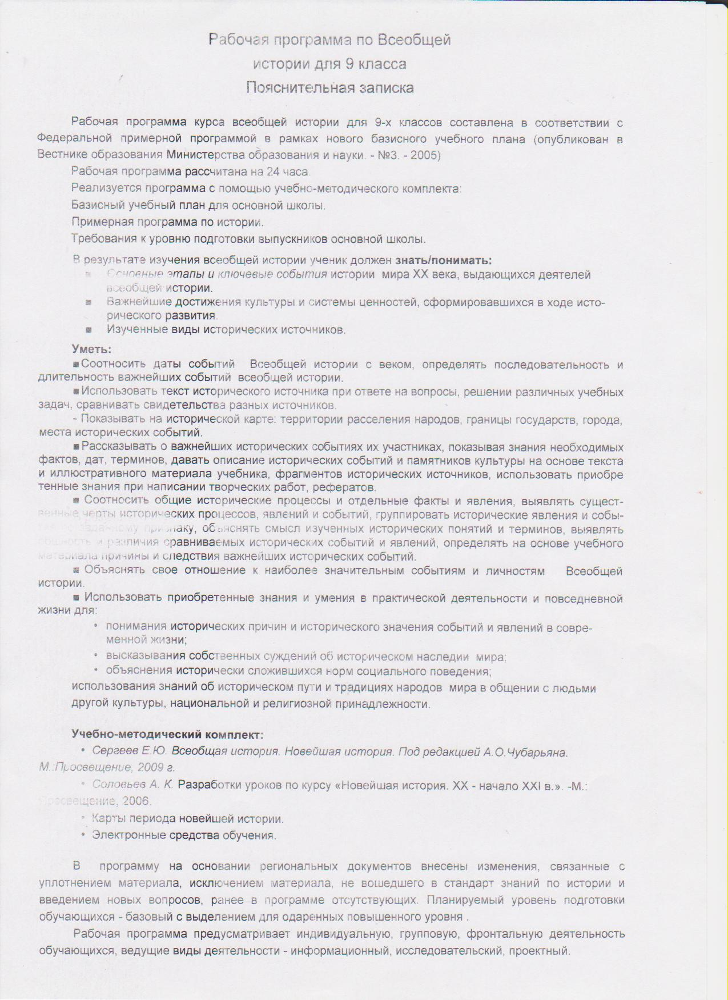 Рабочая программа по Всеобщей
истории для 9 класса
Пояснительная записка
Рабочая программа курса всеобщей истории для 9-х классов составлена в соответствии с
Федеральной примерной программой в рамках нового базисного учебного плана (опубликован в
Вестнике образования Министерства образования и науки. - №3. - 2005)
Рабочая программа рассчитана на 24 часа.
Реализуется программа с помощью учебно-методического комплекта:
Базисный учебный план для основной школы.
Примерная программа по истории.
Требования к уровню подготовки выпускников основной школы.
В результате изучения всеобщей истории ученик должен знать/понимать:
▪ Основные этапы и ключевые события истории мира XX века, выдающихся деятелей
всеобщей истории.
▪ Важнейшие достижения культуры и системы ценностей, сформировавшихся в ходе исто-
рического развития.
▪ Изученные виды исторических источников.
Уметь:
▪ Соотносить даты событий Всеобщей истории с веком, определять последовательность и
длительность важнейших событий всеобщей истории.
▪ Использовать текст исторического источника при ответе на вопросы, решении различных учебных
задач, сравнивать свидетельства разных источников.
- Показывать на исторической карте: территории расселения народов, границы государств, города,
места исторических событий.
▪ Рассказывать о важнейших исторических событиях их участниках, показывая знания необходимых
фактов, дат, терминов, давать описание исторических событий и памятников культуры на основе текста
и иллюстративного материала учебника, фрагментов исторических источников, использовать приобре
тенные знания при написании творческих работ, рефератов.
▪ Соотносить общие исторические процессы и отдельные факты и явления, выявлять сущест-
венные черты исторических процессов, явлений и событий, группировать исторические явления и собы-
тия по заданному признаку, объяснять смысл изученных исторических понятий и терминов, выявлять
общность и различия сравниваемых исторических событий и явлений, определять на основе учебного
материала причины и следствия важнейших исторических событий.
▪ Объяснять свое отношение к наиболее значительным событиям и личностям Всеобщей
истории.
▪ Использовать приобретенные знания и умения в практической деятельности и повседневной
жизни для:
• понимания исторических причин и исторического значения событий и явлений в совре-
менной жизни;
• высказывания собственных суждений об историческом наследии мира;
• объяснения исторически сложившихся норм социального поведения;
использования знаний об историческом пути и традициях народов мира в общении с людьми
другой культуры, национальной и религиозной принадлежности.
Учебно-методический комплект:
• Сергеев Е.Ю. Всеобщая история. Новейшая история. Под редакцией А.О.Чубарьяна.
М.:Просвещение, 2009 г.
• Соловьев А. К. Разработки уроков по курсу «Новейшая история. XX - начало XXI в.». -М.:
Просвещение, 2006.
• Карты периода новейшей истории.
• Электронные средства обучения.
В программу на основании региональных документов внесены изменения, связанные с
уплотнением материала, исключением материала, не вошедшего в стандарт знаний по истории и
введением новых вопросов, ранее в программе отсутствующих. Планируемый уровень подготовки
обучающихся - базовый с выделением для одаренных повышенного уровня .
Рабочая программа предусматривает индивидуальную, групповую, фронтальную деятельность
обучающихся, ведущие виды деятельности - информационный, исследовательский, проектный.